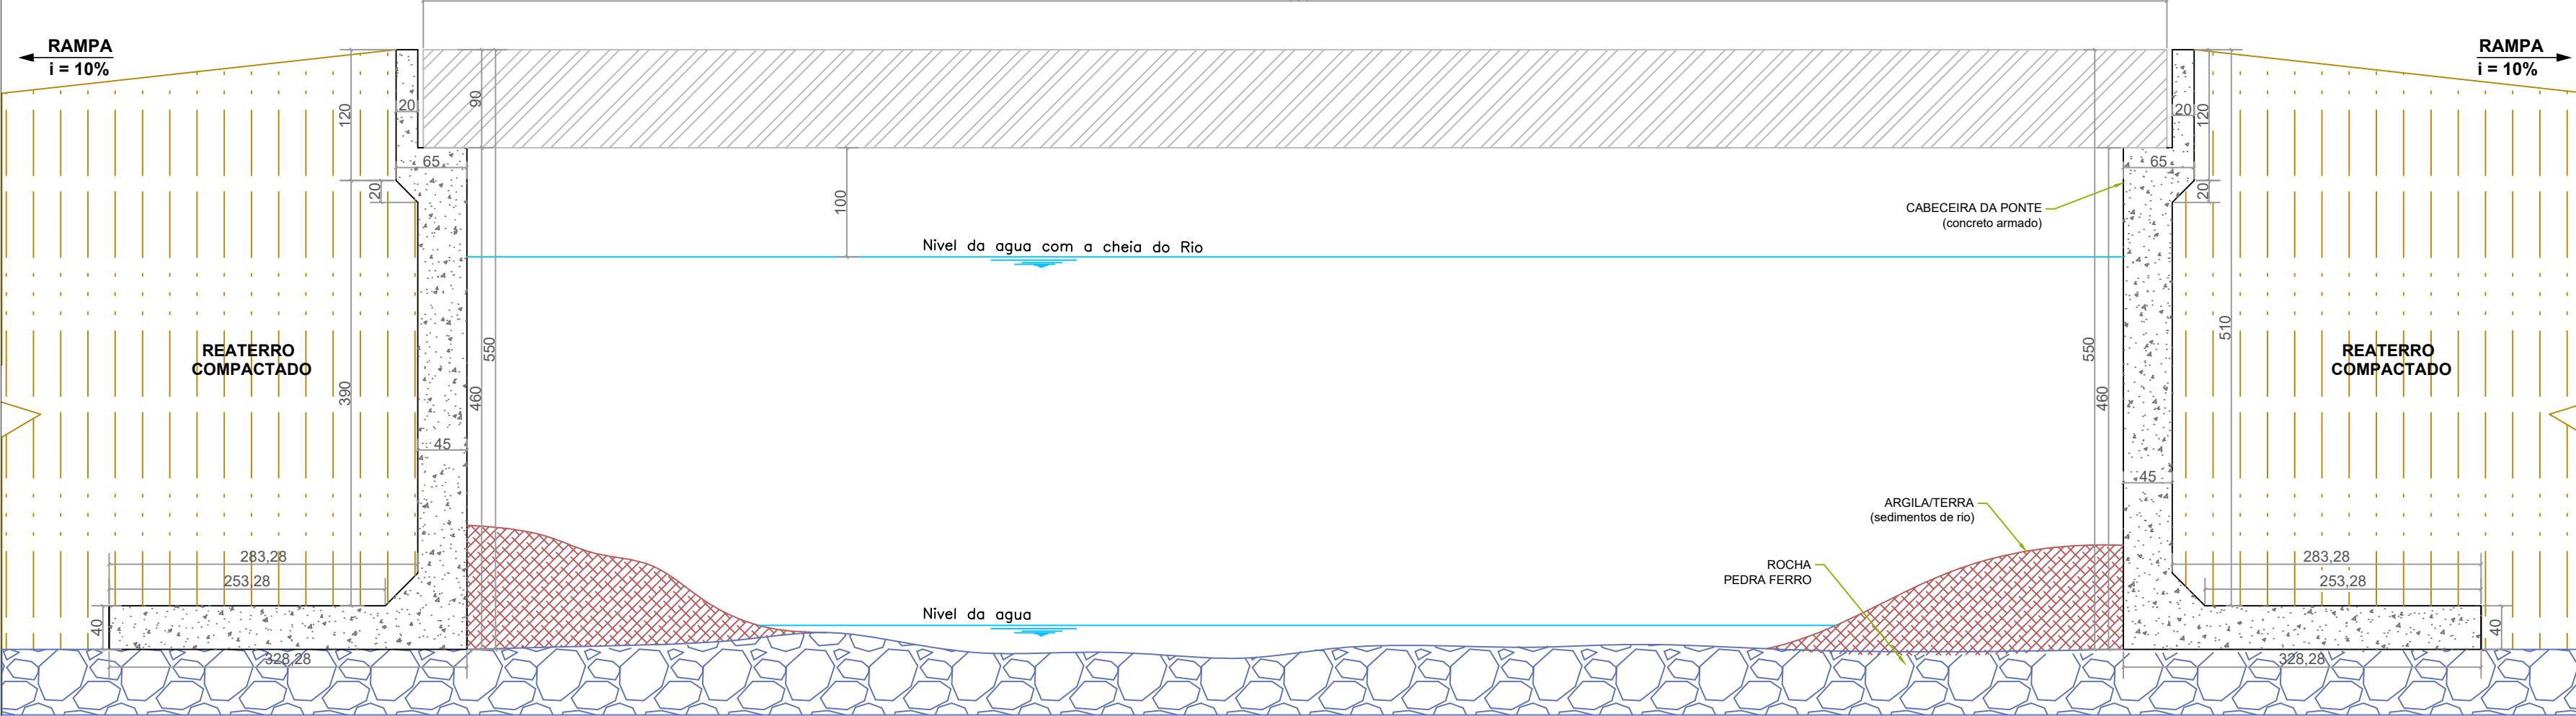 RAMPA
i = 10%
RAMPA
i = 10%
120
20
90
20
120
65
65
20
20
100
CABECEIRA DA PONTE
(concreto armado)
Nivel da agua com a cheia do Rio
REATERRO
COMPACTADO
390
550
460
550
460
510
REATERRO
COMPACTADO
45
45
ARGILA/TERRA
(sedimentos de rio)
283,28
253,28
ROCHA
PEDRA FERRO
283,28
253,28
Nivel da agua
40
40
328,28
328,28